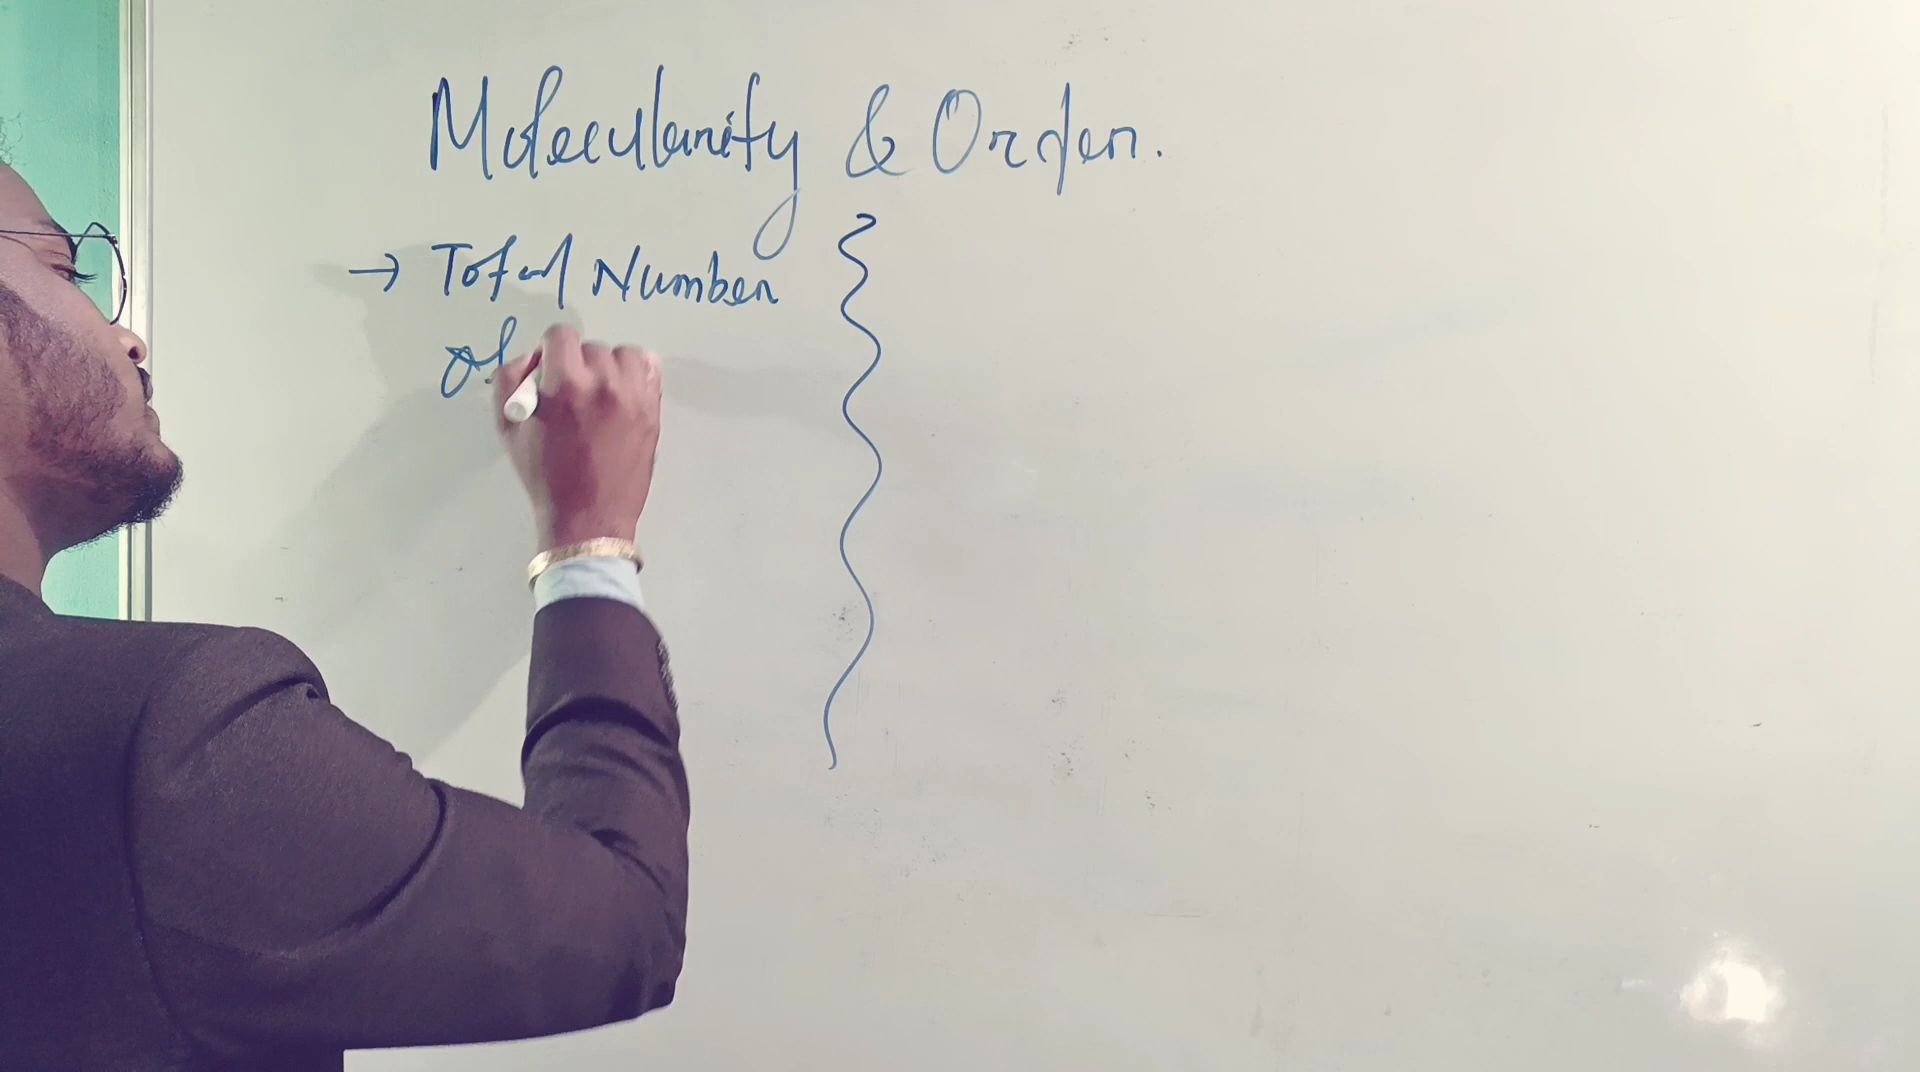 Molecularity & Order.
→ Total Number
of